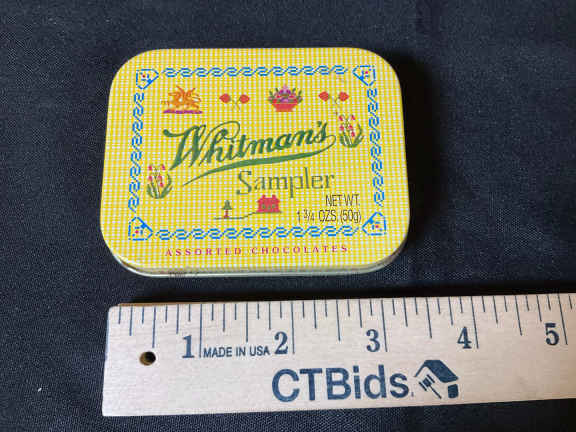 Whitman's
Sampler
NET WT.
1 3/4 OZS. (50g)
ASSORTED CHOCOLATES
1 MADE IN USA 2 3 4 5
CTBids